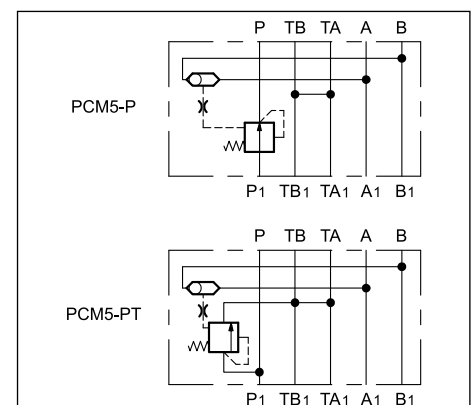 P TB TA A B
PCM5-P
P1 TB1 TA1 A1 B1
P TB TA A B
PCM5-PT
P1 TB1 TA1 A1 B1